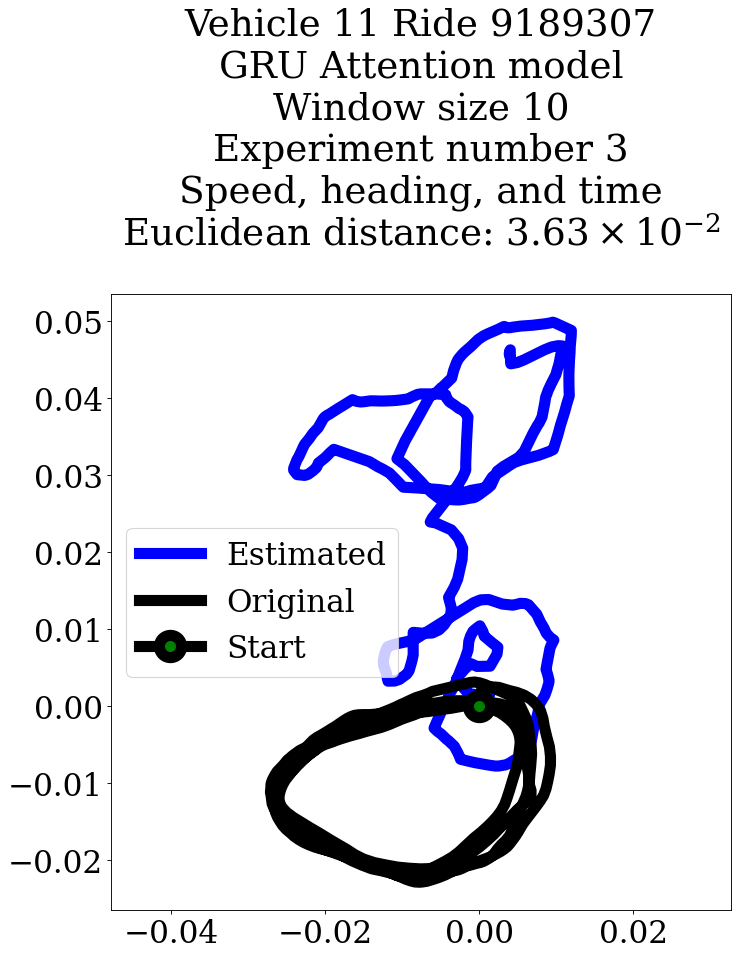 Vehicle 11 Ride 9189307
GRU Attention model
Window size 10
Experiment number 3
Speed, heading, and time
Euclidean distance: 3.63 × 10⁻²
0.05
0.04
0.03
0.02
0.01
0.00
−0.01
−0.02
Estimated
Original
Start
−0.04 −0.02 0.00 0.02